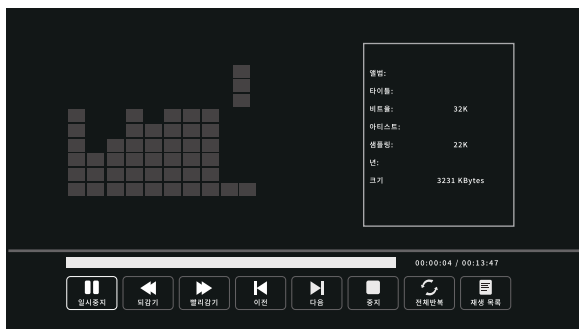 앨범:
타이틀:
비트율: 32K
아티스트:
샘플링: 22K
년:
크기 3231 KBytes
00:00:04 / 00:13:47
일시중지 되감기 빨리감기 이전 다음 중지 전체반복 재생 목록